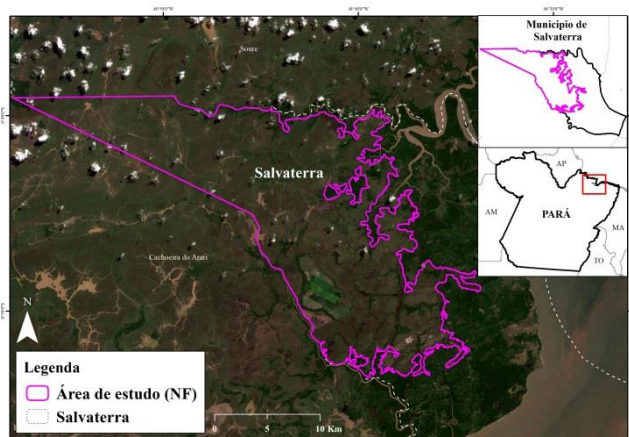 Soure
Municipio de
Salvaterra
Salvaterra
AP
AM
PARÁ
MA
TO
Cachoeira do Arari
N
Legenda
Área de estudo (NF)
Salvaterra
0
5
10 Km